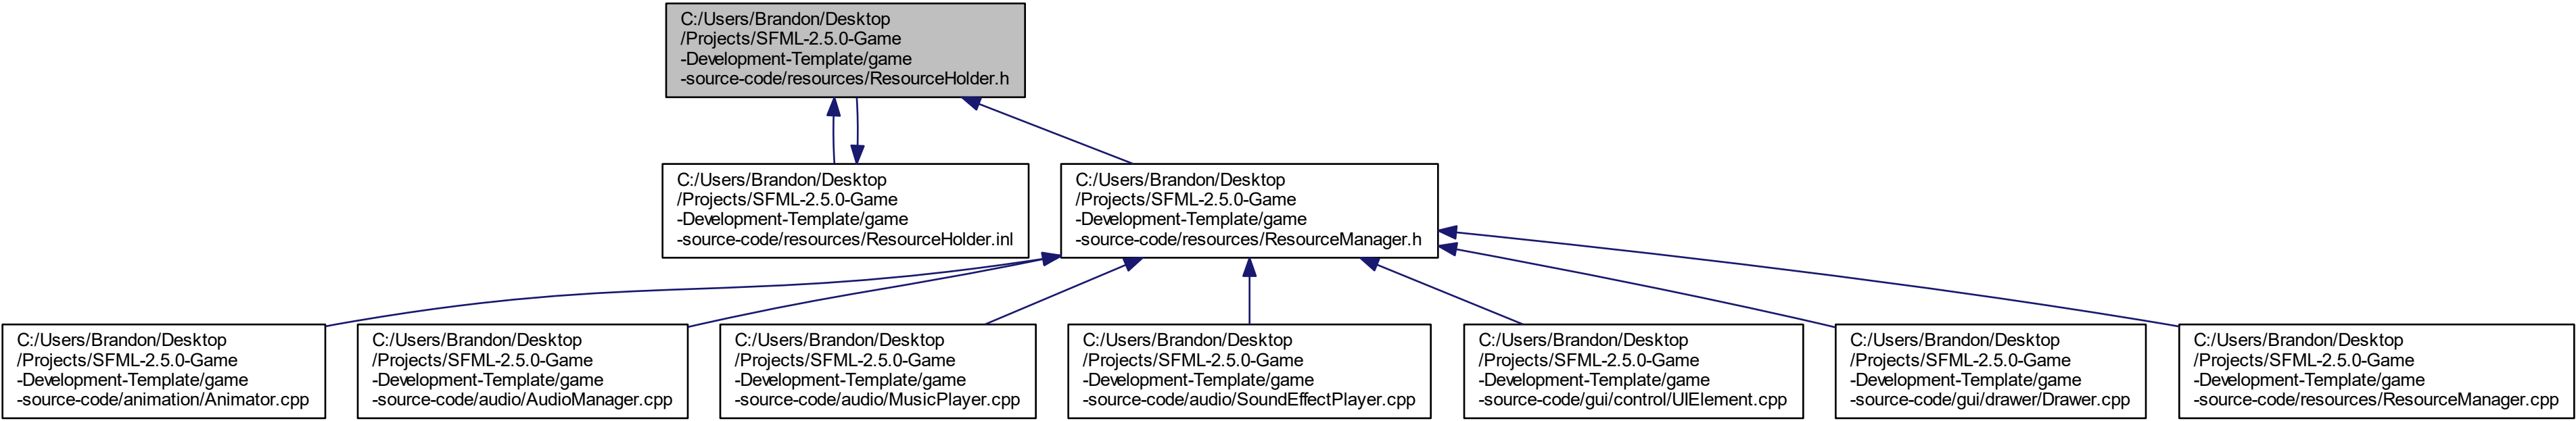 C:/Users/Brandon/Desktop
/Projects/SFML-2.5.0-Game
-Development-Template/game
-source-code/resources/ResourceHolder.h
C:/Users/Brandon/Desktop
/Projects/SFML-2.5.0-Game
-Development-Template/game
-source-code/resources/ResourceHolder.inl
C:/Users/Brandon/Desktop
/Projects/SFML-2.5.0-Game
-Development-Template/game
-source-code/resources/ResourceManager.h
C:/Users/Brandon/Desktop
/Projects/SFML-2.5.0-Game
-Development-Template/game
-source-code/animation/Animator.cpp
C:/Users/Brandon/Desktop
/Projects/SFML-2.5.0-Game
-Development-Template/game
-source-code/audio/AudioManager.cpp
C:/Users/Brandon/Desktop
/Projects/SFML-2.5.0-Game
-Development-Template/game
-source-code/audio/MusicPlayer.cpp
C:/Users/Brandon/Desktop
/Projects/SFML-2.5.0-Game
-Development-Template/game
-source-code/audio/SoundEffectPlayer.cpp
C:/Users/Brandon/Desktop
/Projects/SFML-2.5.0-Game
-Development-Template/game
-source-code/gui/control/UIElement.cpp
C:/Users/Brandon/Desktop
/Projects/SFML-2.5.0-Game
-Development-Template/game
-source-code/gui/drawer/Drawer.cpp
C:/Users/Brandon/Desktop
/Projects/SFML-2.5.0-Game
-Development-Template/game
-source-code/resources/ResourceManager.cpp